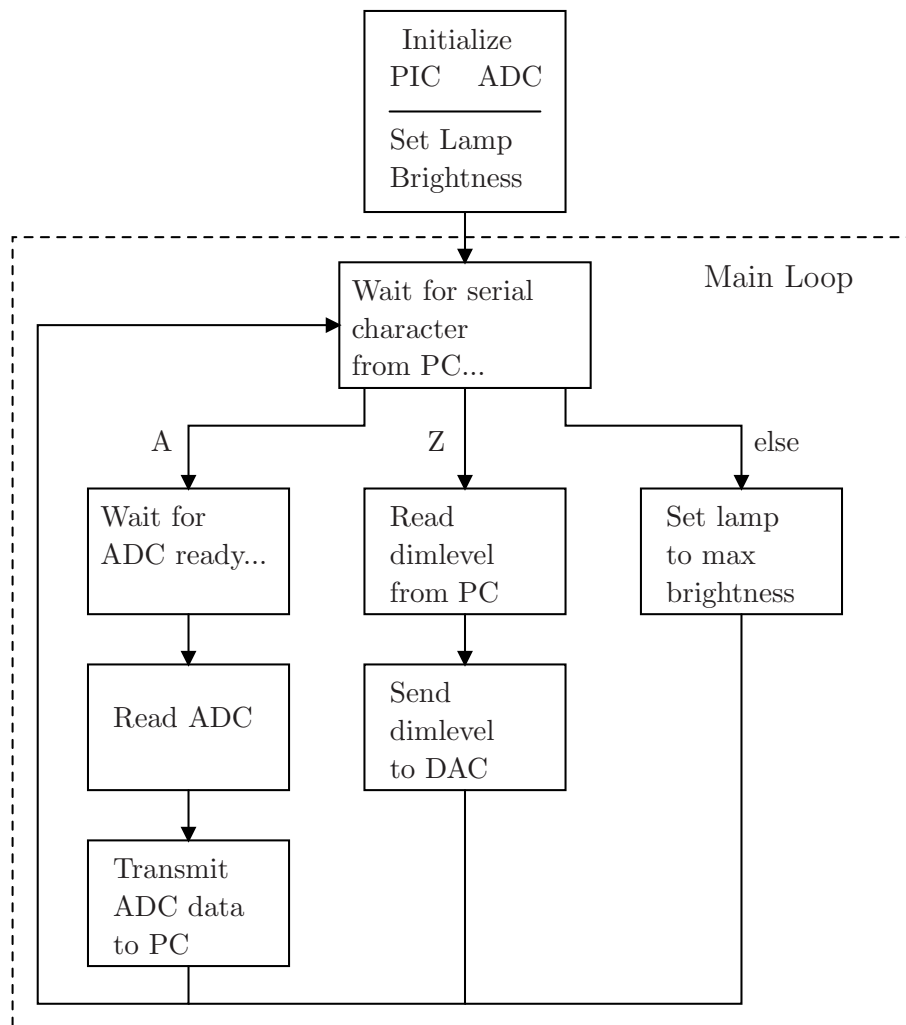 Initialize
PIC ADC
Set Lamp
Brightness
Main Loop
Wait for serial
character
from PC...
A
Z
else
Wait for
ADC ready...
Read
dimlevel
from PC
Set lamp
to max
brightness
Read ADC
Send
dimlevel
to DAC
Transmit
ADC data
to PC